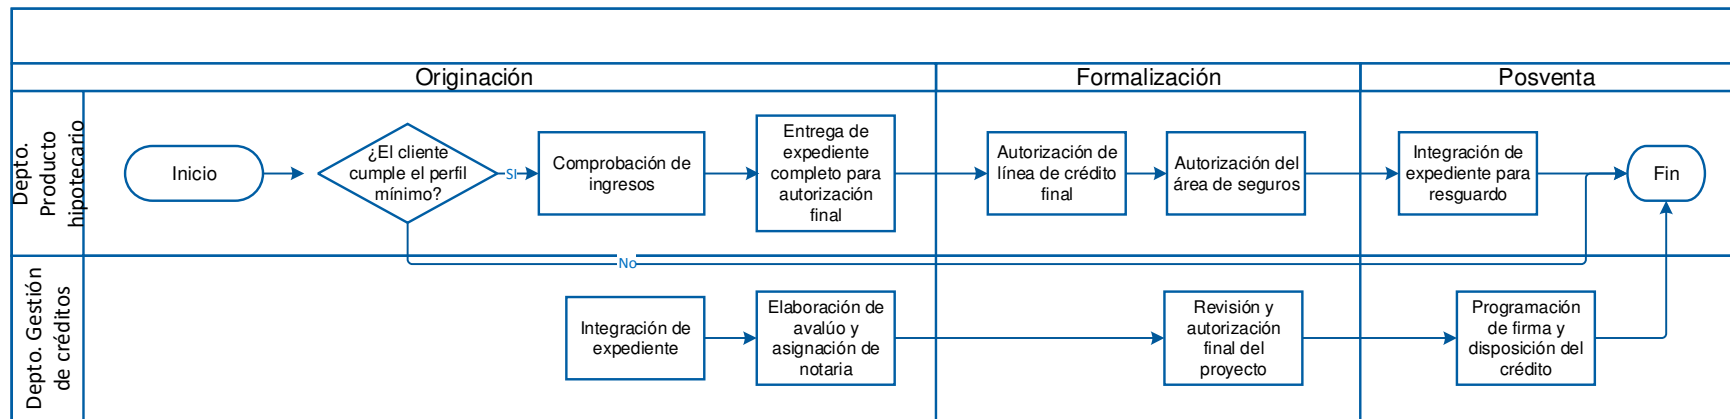 Originación
Formalización
Posventa
Depto.
Producto
hipotecario
Inicio
¿El cliente
cumple el perfil
mínimo?
SI
Comprobación de
ingresos
Entrega de
expediente
completo para
autorización
final
Autorización de
línea de crédito
final
Autorización del
área de seguros
Integración de
expediente para
resguardo
Fin
No
Depto. Gestión
de créditos
Integración de
expediente
Elaboración de
avalúo y
asignación de
notaria
Revisión y
autorización
final del
proyecto
Programación
de firma y
disposición del
crédito